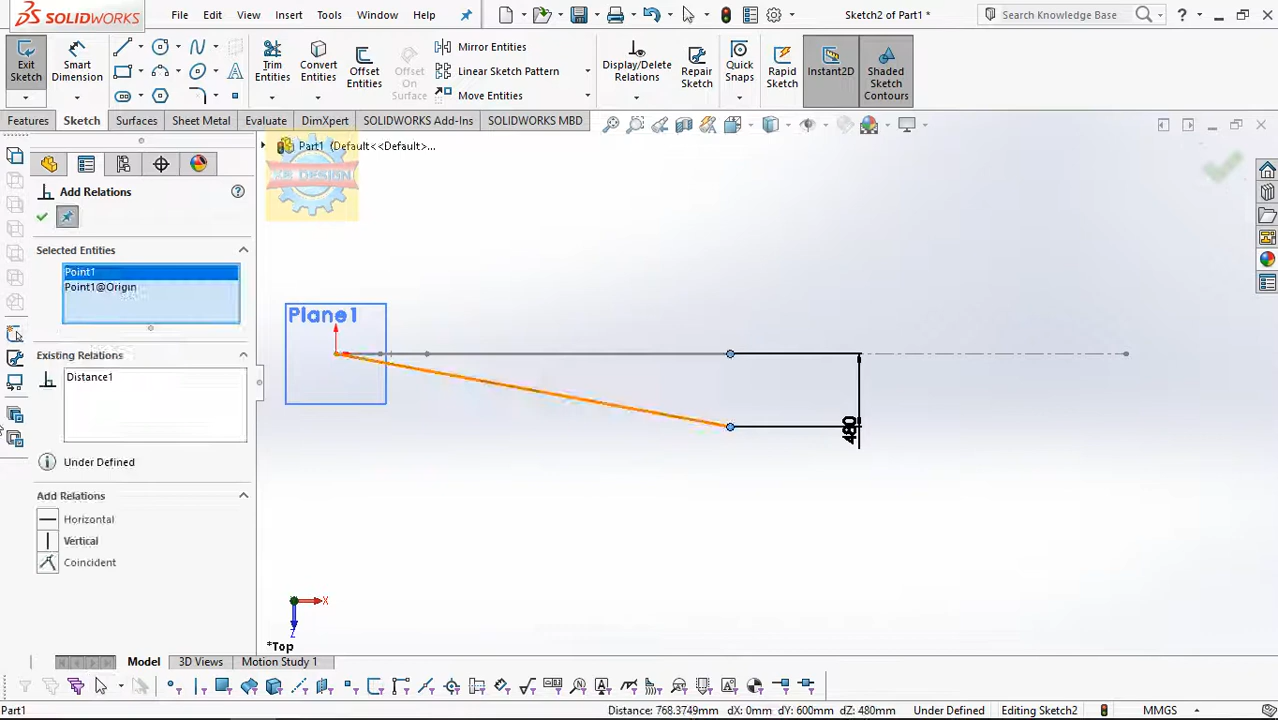 SOLIDWORKS File Edit View Insert Tools Window Help Sketch2 of Part1 * Search Knowledge Base ?
Exit Sketch Smart Dimension Trim Entities Convert Entities Offset Entities Offset On Surface Mirror Entities Linear Sketch Pattern Move Entities Display/Delete Relations Repair Sketch Quick Snaps Rapid Sketch Instant2D Shaded Sketch Contours
Features Sketch Surfaces Sheet Metal Evaluate DimXpert SOLIDWORKS Add-Ins SOLIDWORKS MBD
Part1 (Default<<Default>...
Add Relations ?
Selected Entities
Point1
Point1@Origin
Existing Relations
Distance1
Under Defined
Add Relations
Horizontal
Vertical
Coincident
Plane1
480
X
Z
*Top
Model 3D Views Motion Study 1
Part1 Distance: 768.3749mm dX: 0mm dY: 600mm dZ: 480mm Under Defined Editing Sketch2 MMGS